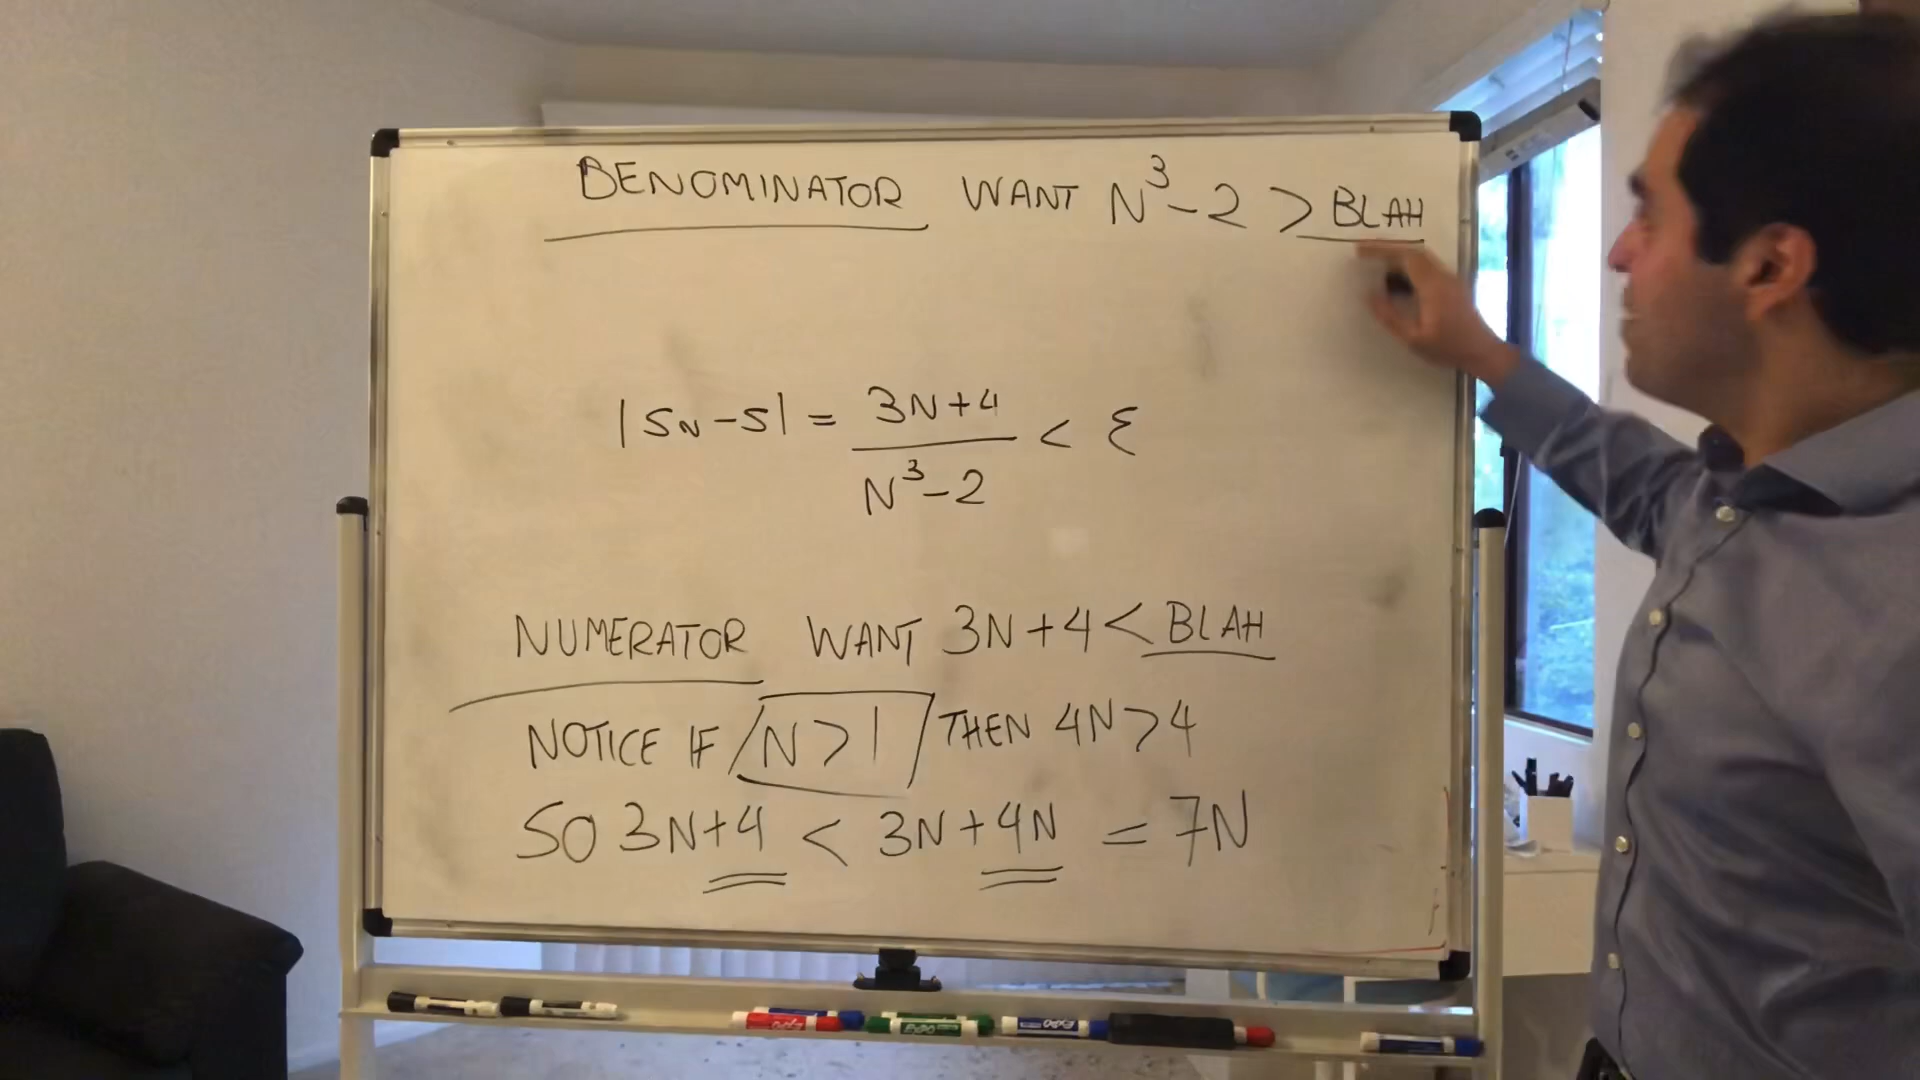 BENOMINATOR WANT N³-2 > BLAH
|SN-S| = 3N+4 / N³-2 < ε
NUMERATOR WANT 3N+4 < BLAH
NOTICE IF N>1 THEN 4N>4
SO 3N+4 < 3N+4N = 7N